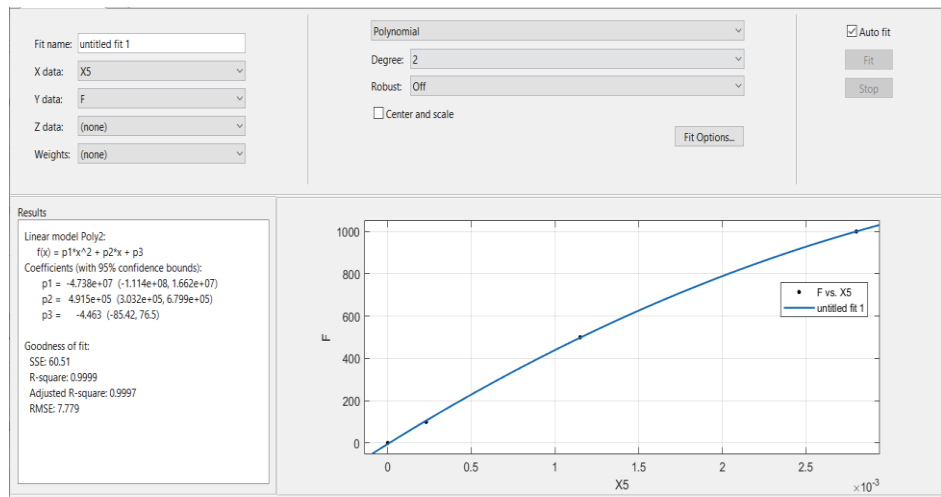 Fit name: untitled fit 1
X data: X5
Y data: F
Z data: (none)
Weights: (none)
Polynomial
Degree: 2
Robust: Off
Center and scale
Fit Options...
Auto fit
Fit
Stop
Results
Linear model Poly2:
f(x) = p1*x^2 + p2*x + p3
Coefficients (with 95% confidence bounds):
p1 = -4.738e+07 (-1.114e+08, 1.662e+07)
p2 = 4.915e+05 (3.032e+05, 6.799e+05)
p3 = -4.463 (-85.42, 76.5)
Goodness of fit:
SSE: 60.51
R-square: 0.9999
Adjusted R-square: 0.9997
RMSE: 7.779
1000
800
600
400
200
0
F
F vs. X5
untitled fit 1
0 0.5 1 1.5 2 2.5
X5
×10⁻³